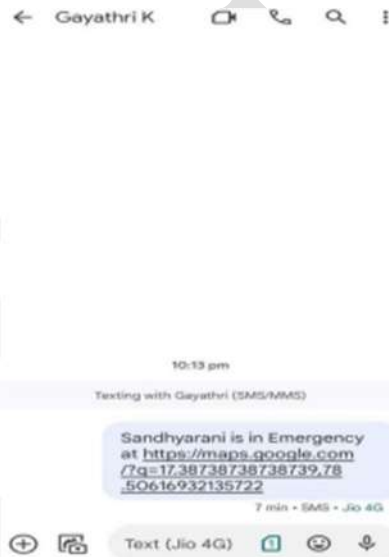 Gayathri K
10:13 pm
Texting with Gayathri (SMS/MMS)
Sandhyarani is in Emergency
at https://maps.google.com
/?q=17.38738738738739,78
.50616932135722
7 min • SMS • Jio 4G
Text (Jio 4G)
1